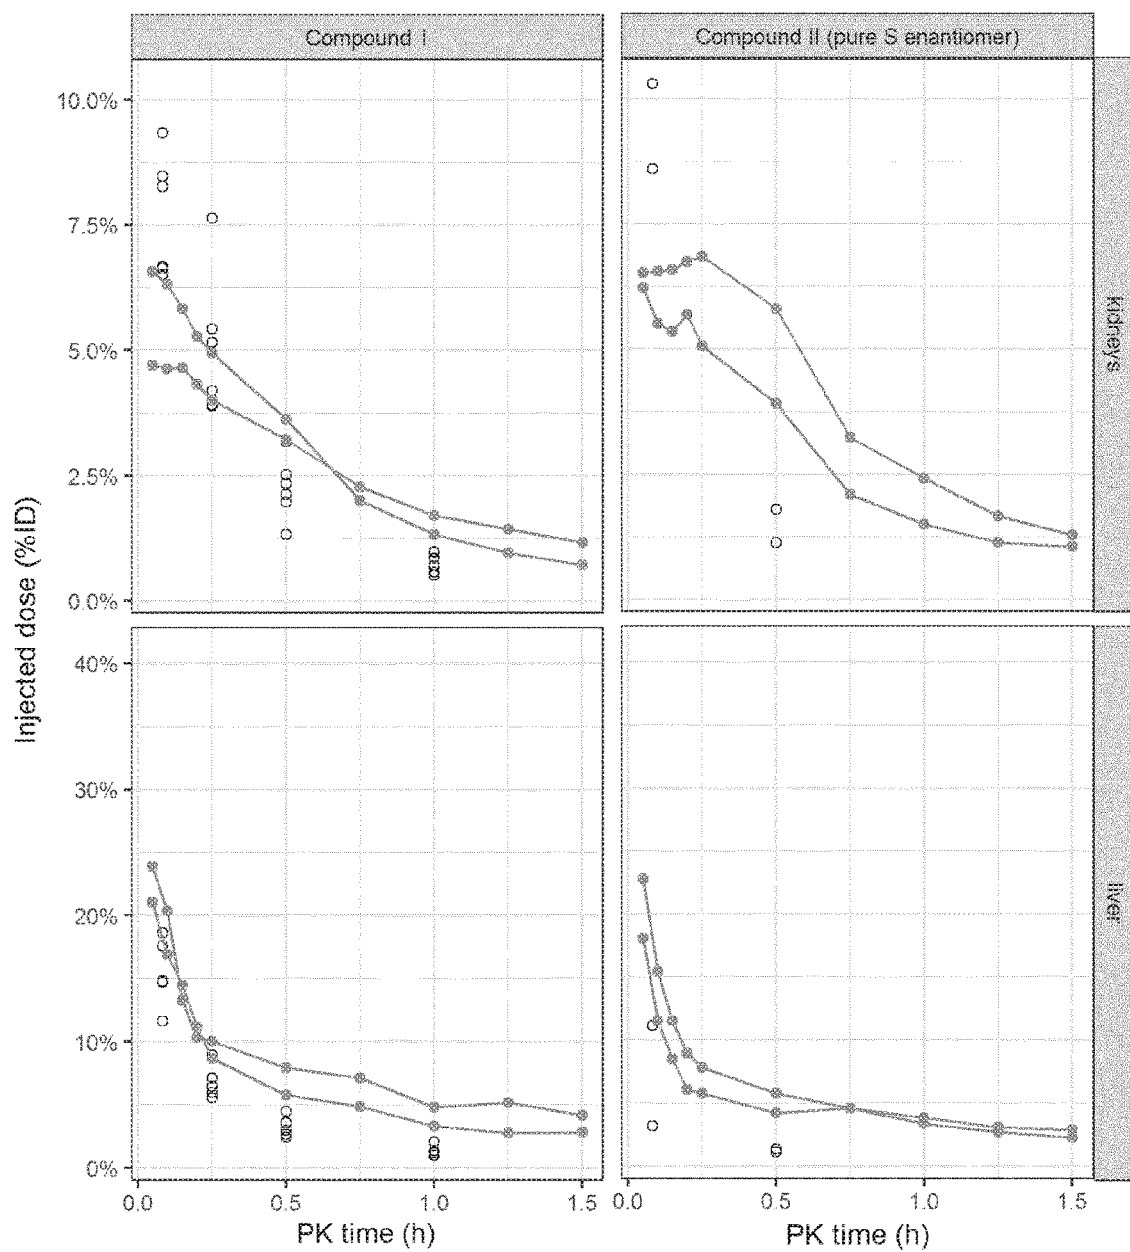 Compound I
Compound II (pure S enantiomer)
10.0%
7.5%
5.0%
2.5%
0.0%
kidneys
Injected dose (%ID)
40%
30%
20%
10%
0%
liver
0.0
0.5
1.0
1.5
0.0
0.5
1.0
1.5
PK time (h)
PK time (h)